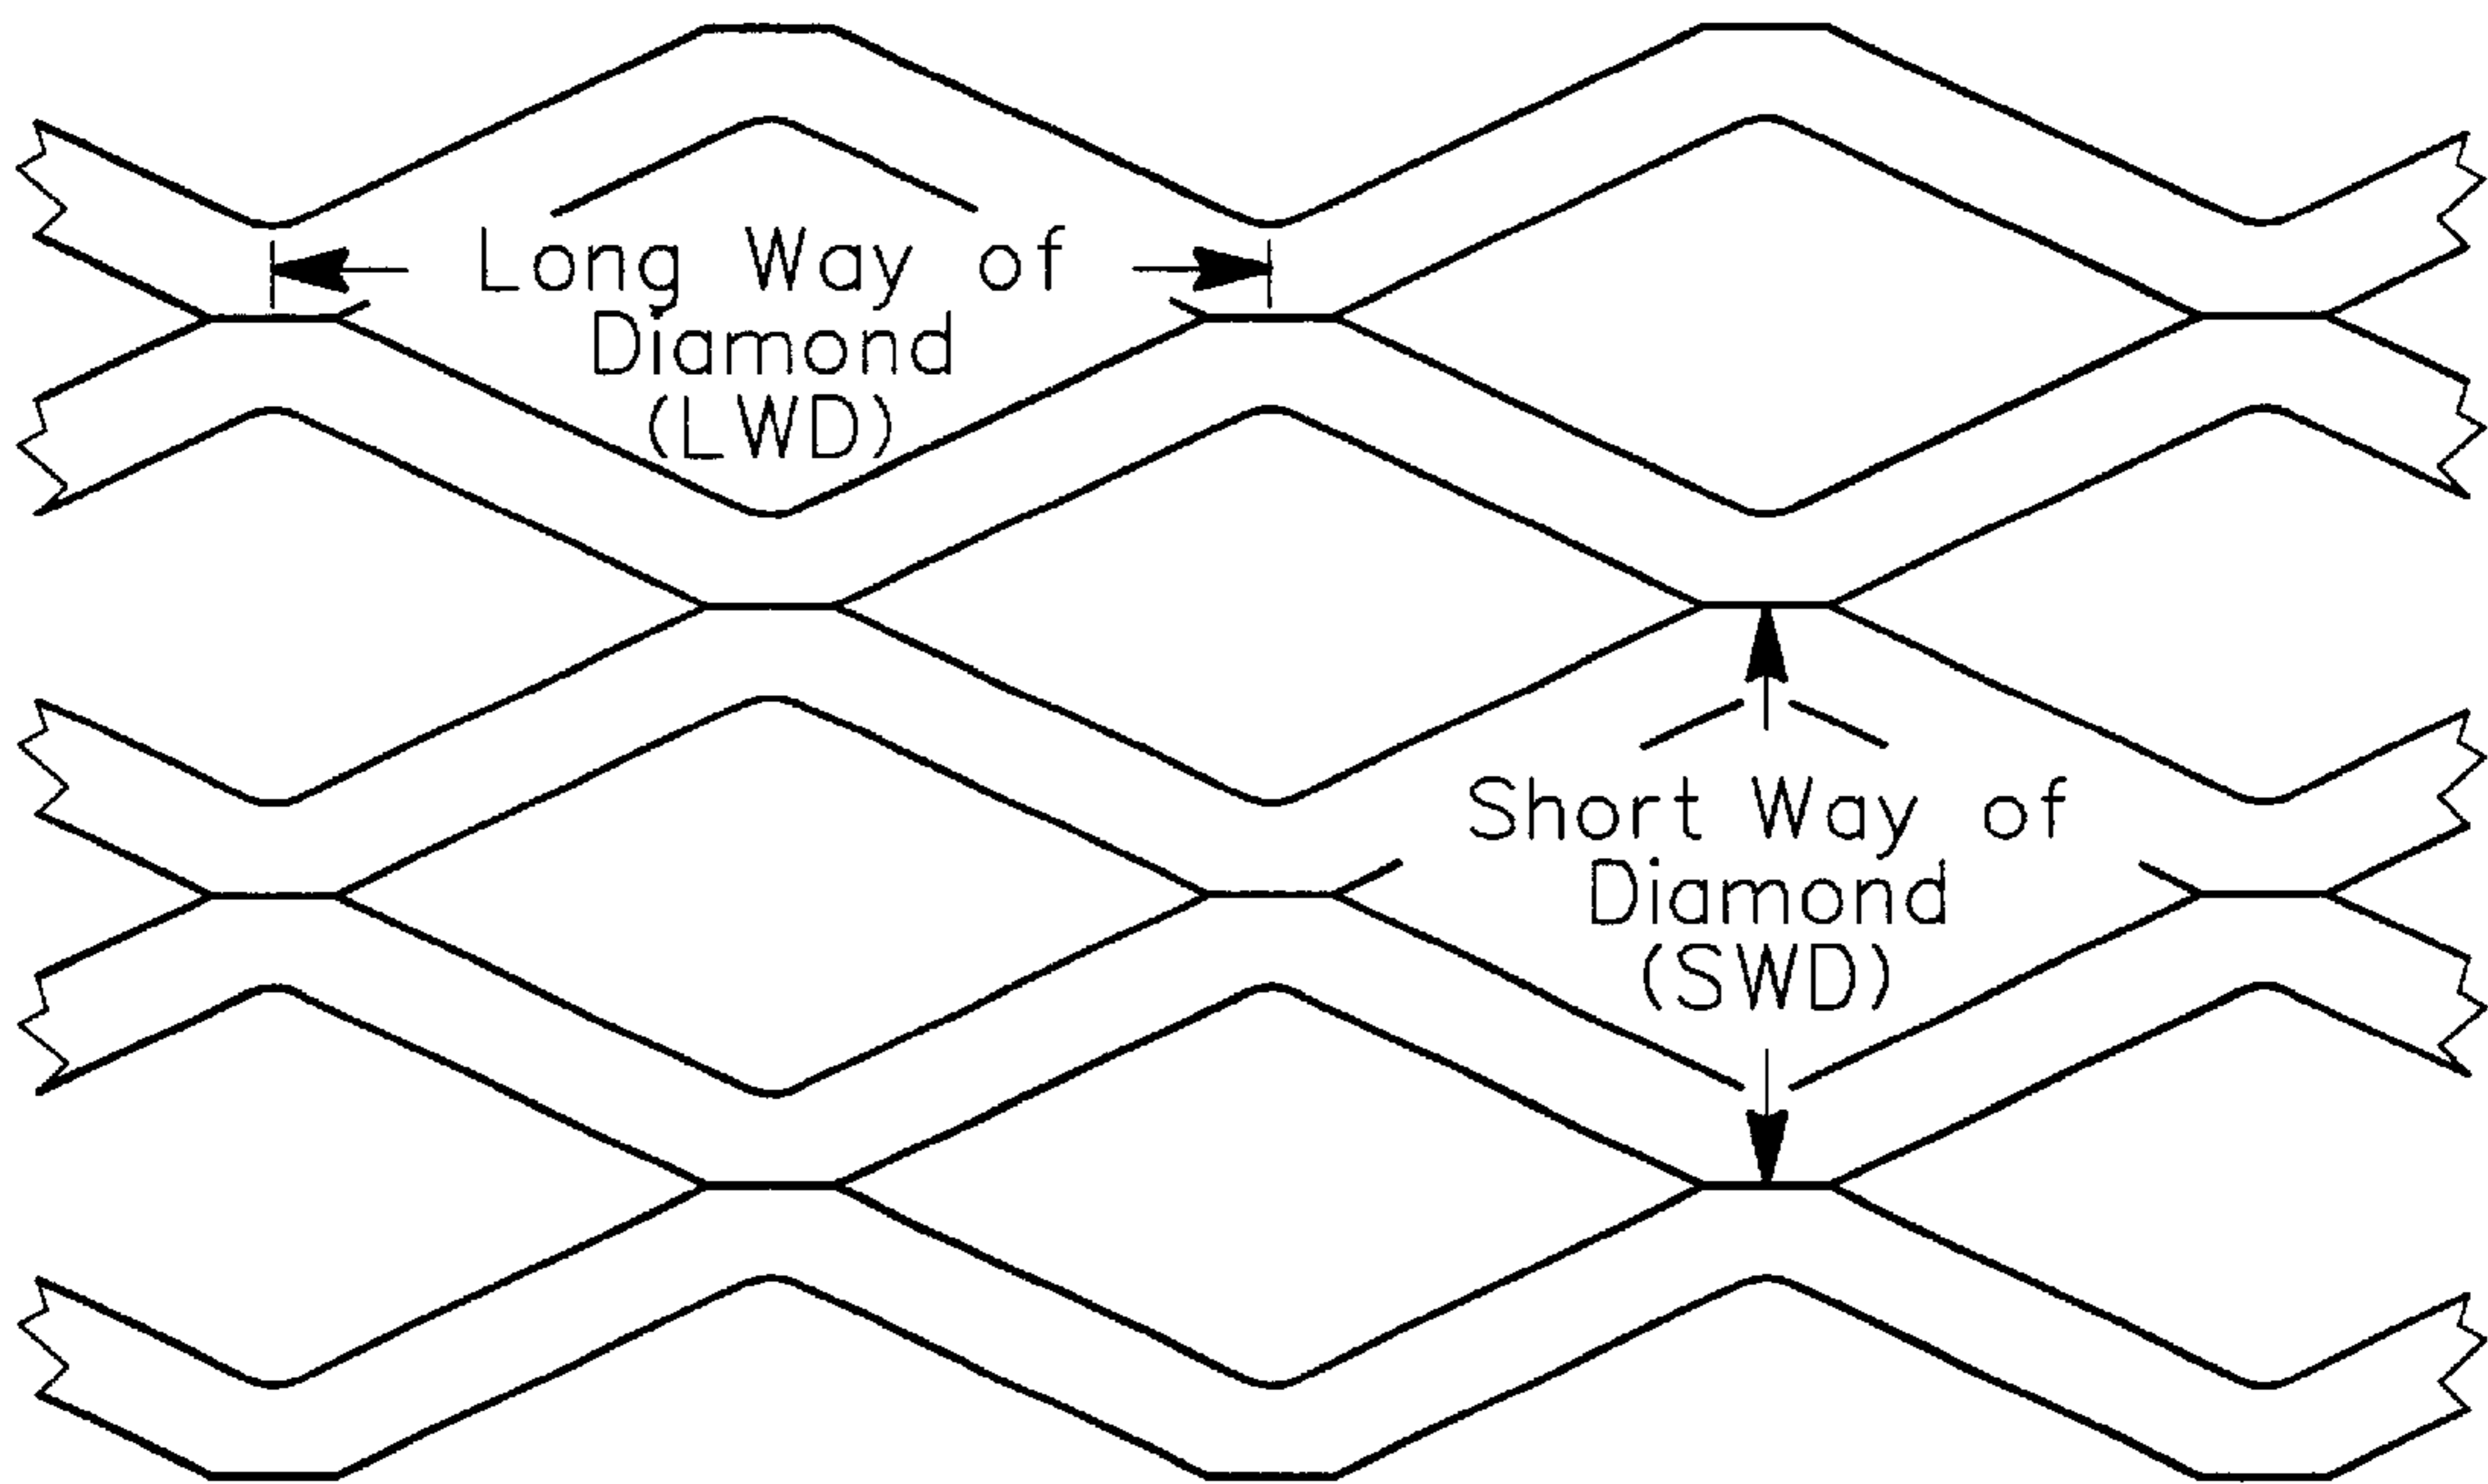 Long Way of
Diamond
(LWD)
Short Way of
Diamond
(SWD)